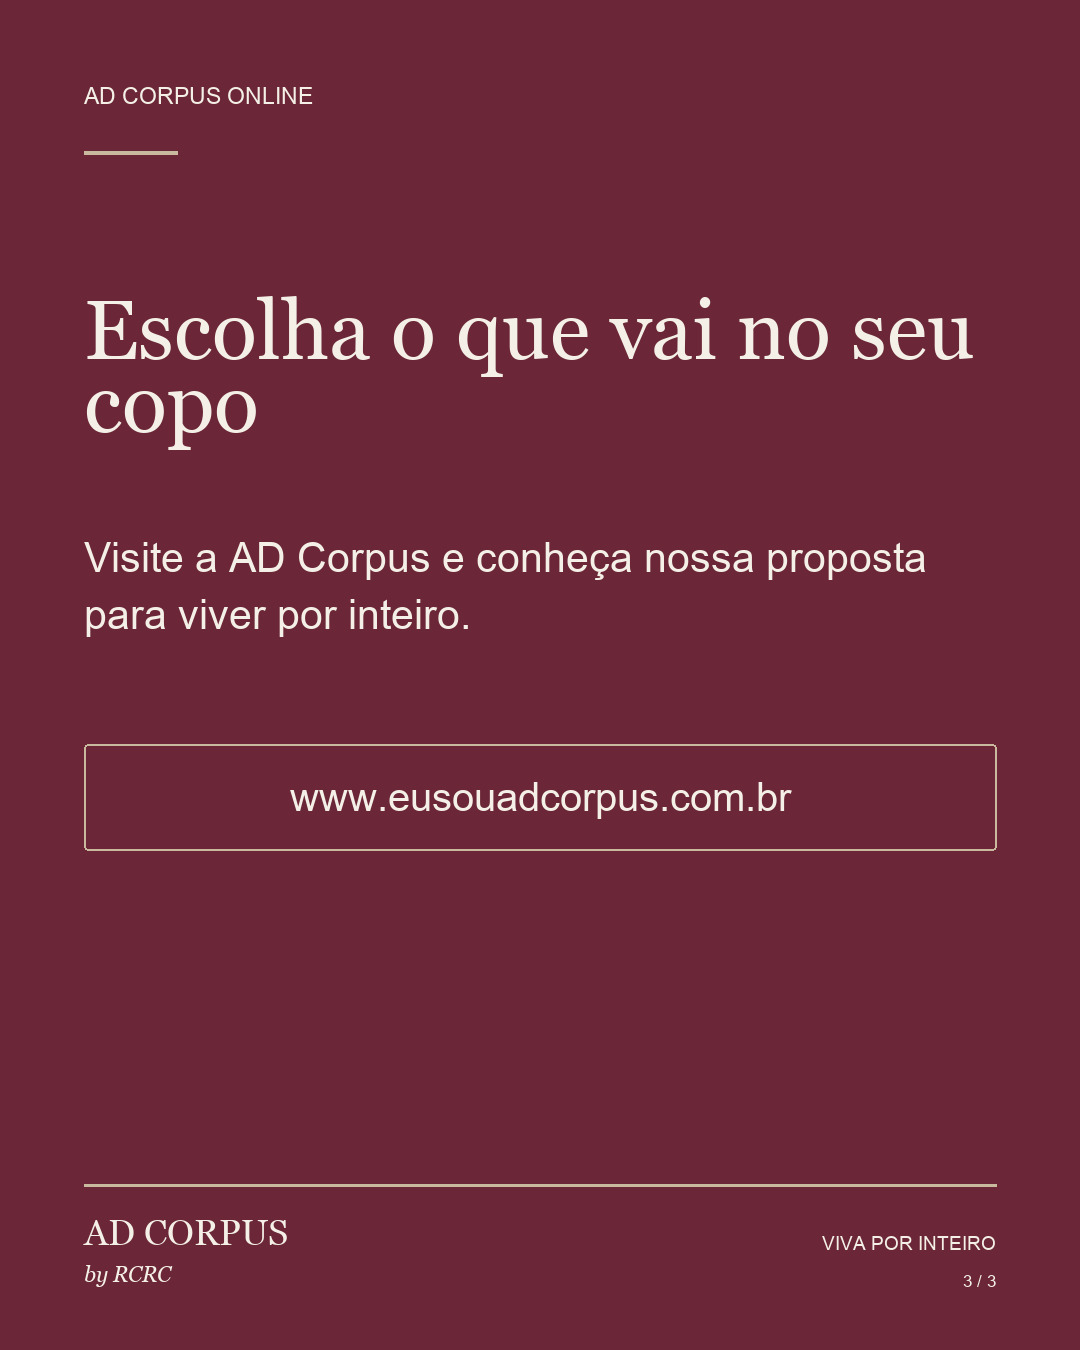 AD CORPUS ONLINE
Escolha o que vai no seu
copo
Visite a AD Corpus e conheça nossa proposta
para viver por inteiro.
www.eusouadcorpus.com.br
AD CORPUS
by RCRC
VIVA POR INTEIRO
3 / 3